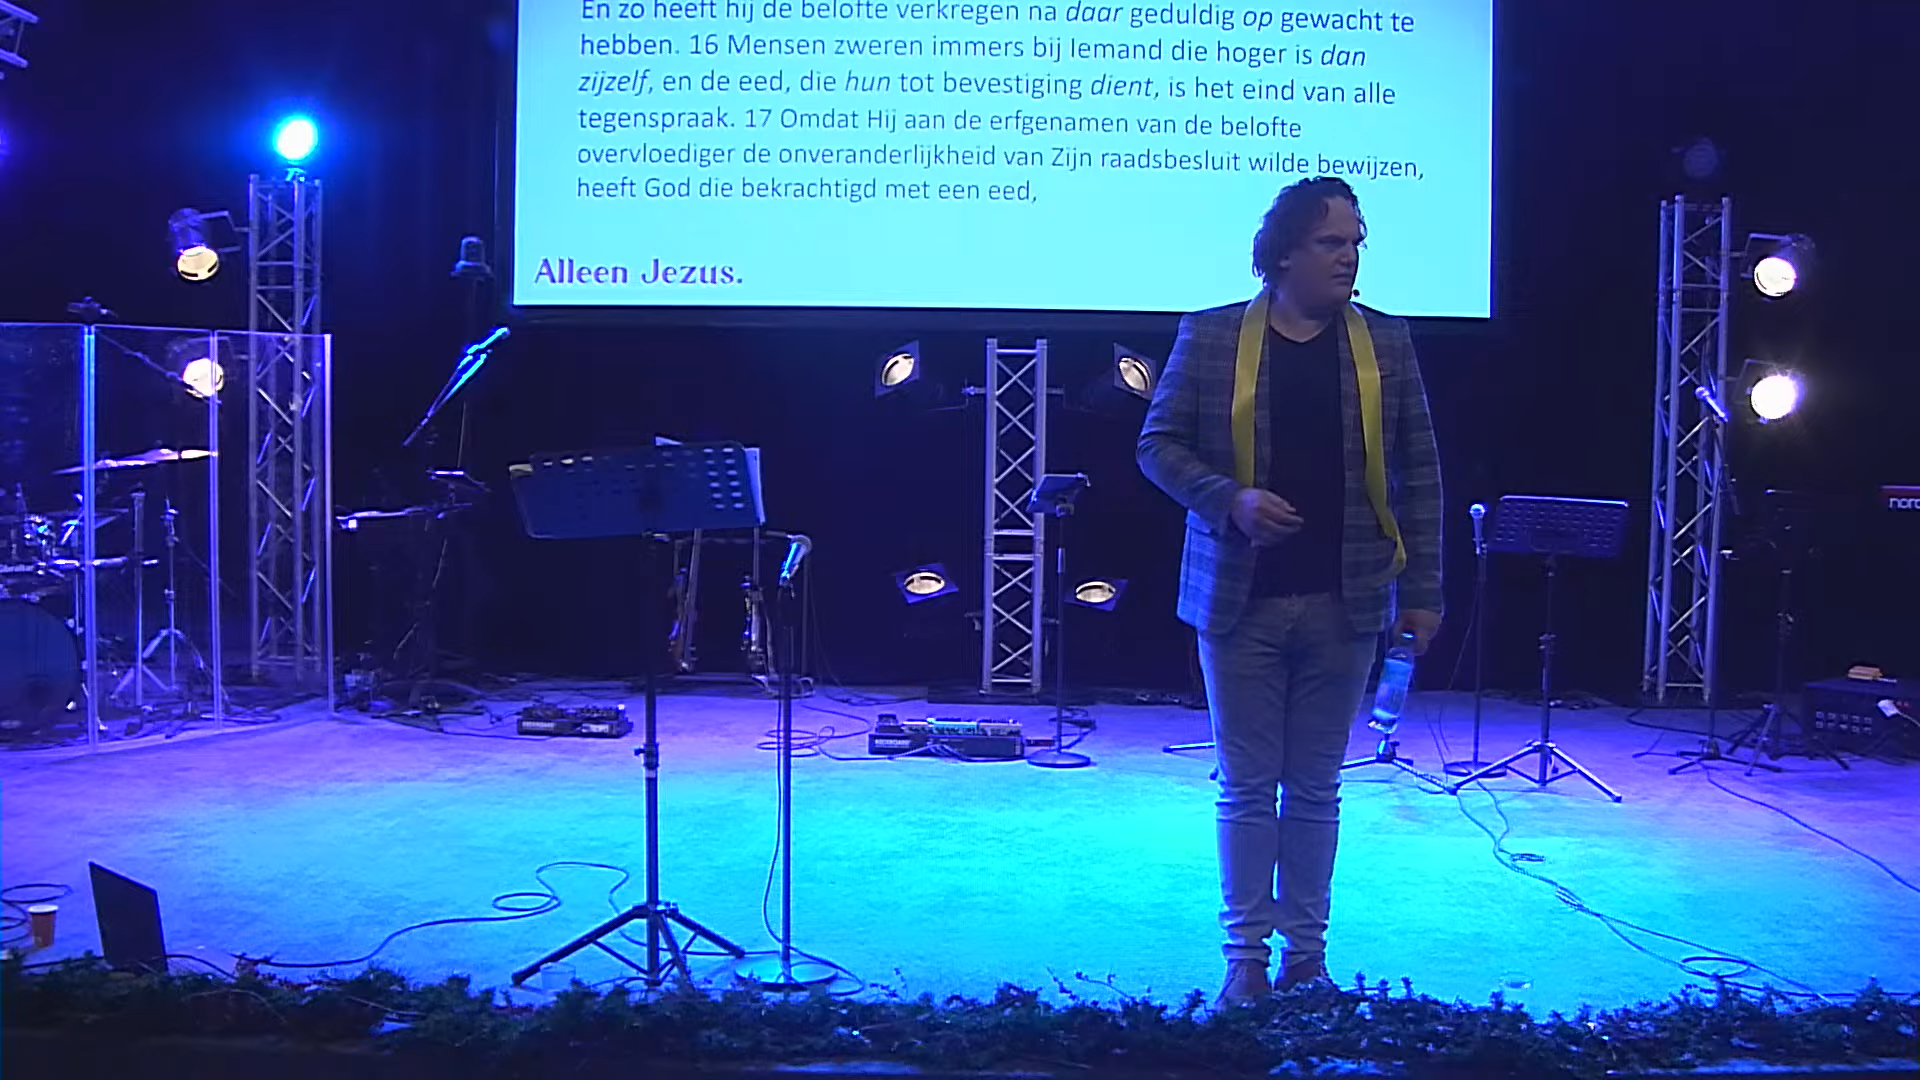 En zo heeft hij de belofte verkregen na daar geduldig op gewacht te
hebben. 16 Mensen zweren immers bij Iemand die hoger is dan
zijzelf, en de eed, die hun tot bevestiging dient, is het eind van alle
tegenspraak. 17 Omdat Hij aan de erfgenamen van de belofte
overvloediger de onveranderlijkheid van Zijn raadsbesluit wilde bewijzen,
heeft God die bekrachtigd met een eed,
Alleen Jezus.
nord